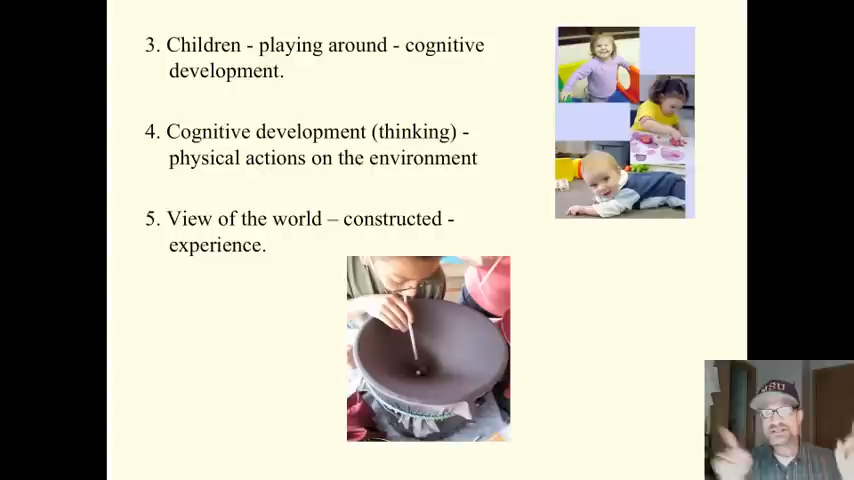 3. Children - playing around - cognitive
development.
4. Cognitive development (thinking) -
physical actions on the environment
5. View of the world – constructed -
experience.